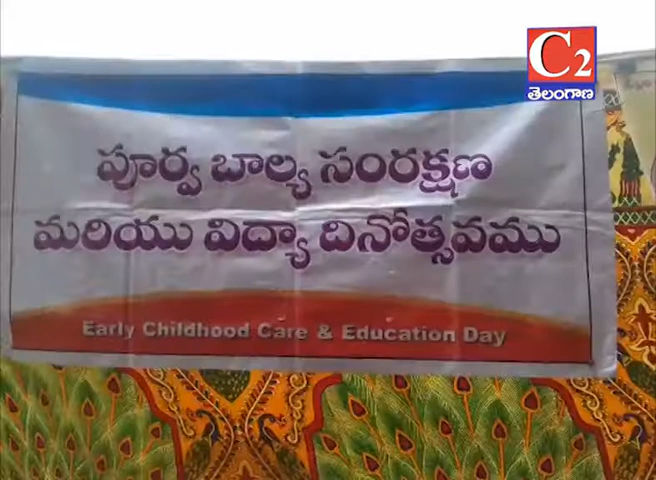 C2
తెలంగాణ
పూర్వ బాల్య సంరక్షణ
మరియు విద్యా దినోత్సవము
Early Childhood Care & Education Day